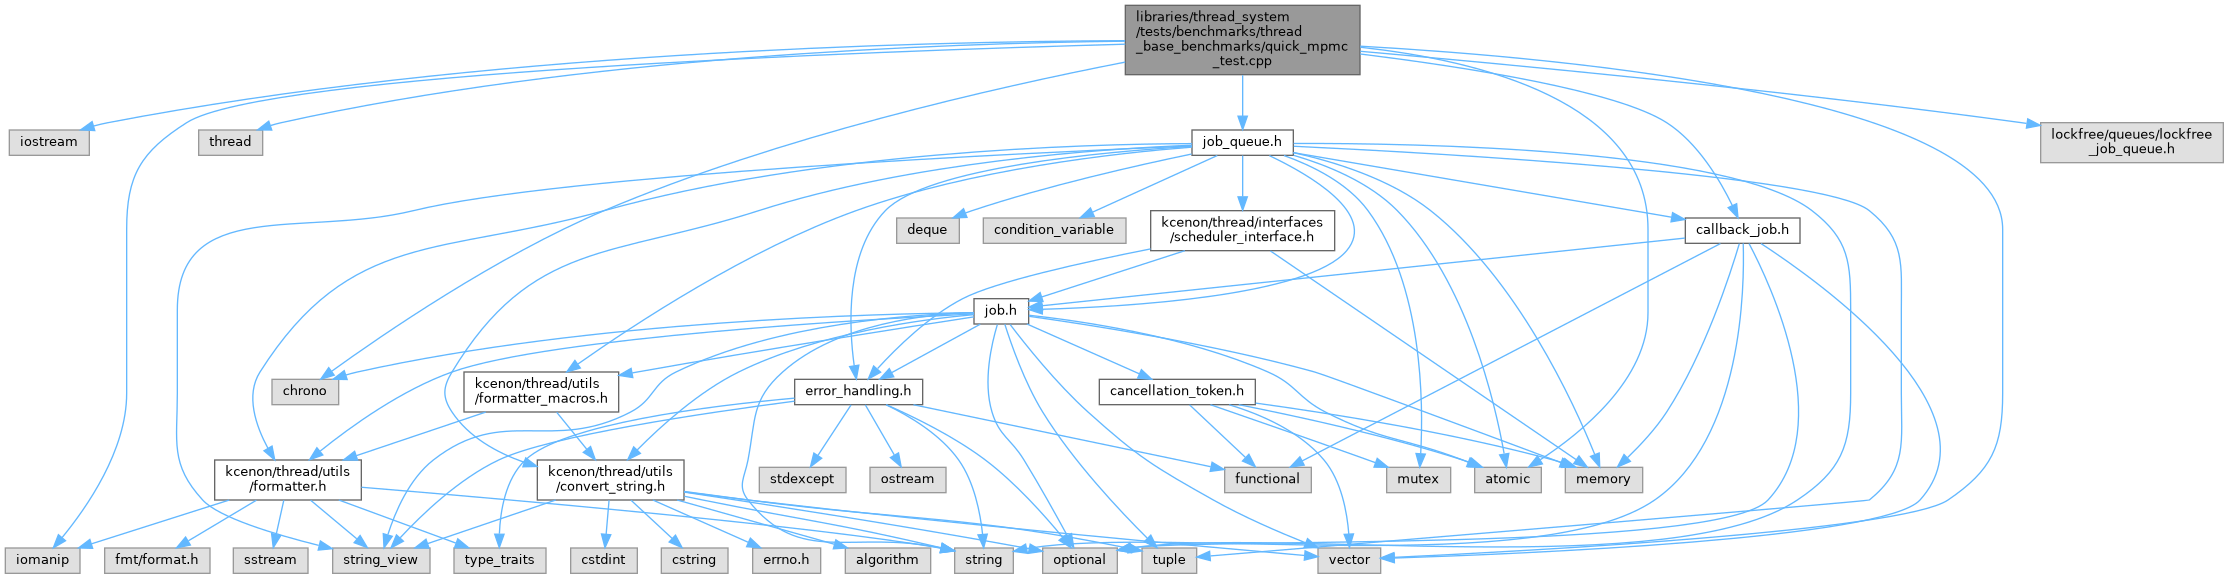 libraries/thread_system
/tests/benchmarks/thread
_base_benchmarks/quick_mpmc
_test.cpp
iostream
thread
job_queue.h
lockfree/queues/lockfree
_job_queue.h
deque
condition_variable
kcenon/thread/interfaces
/scheduler_interface.h
callback_job.h
job.h
chrono
kcenon/thread/utils
/formatter_macros.h
error_handling.h
cancellation_token.h
kcenon/thread/utils
/formatter.h
kcenon/thread/utils
/convert_string.h
stdexcept
ostream
functional
mutex
atomic
memory
iomanip
fmt/format.h
sstream
string_view
type_traits
cstdint
cstring
errno.h
algorithm
string
optional
tuple
vector